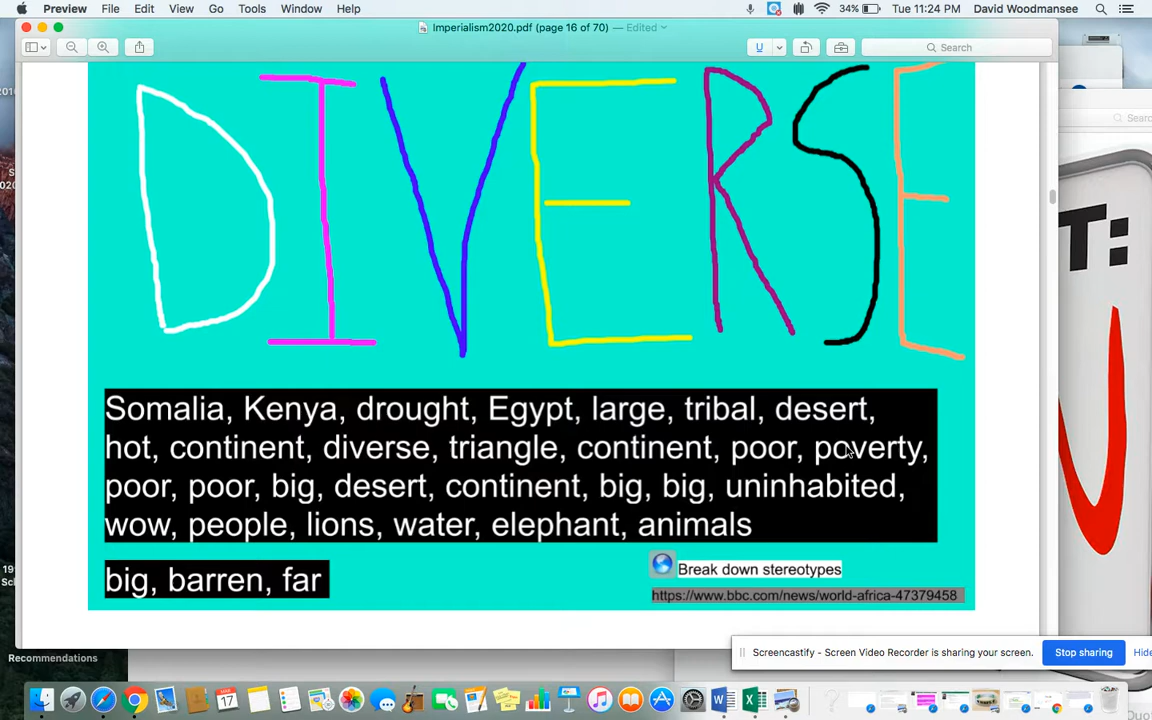 Preview File Edit View Go Tools Window Help 34% Tue 11:24 PM David Woodmansee
Imperialism2020.pdf (page 16 of 70) — Edited
U Search
DIVERSE
Somalia, Kenya, drought, Egypt, large, tribal, desert,
hot, continent, diverse, triangle, continent, poor, poverty,
poor, poor, big, desert, continent, big, big, uninhabited,
wow, people, lions, water, elephant, animals
big, barren, far
Break down stereotypes
https://www.bbc.com/news/world-africa-47379458
Screencastify - Screen Video Recorder is sharing your screen. Stop sharing Hide
Recommendations
17